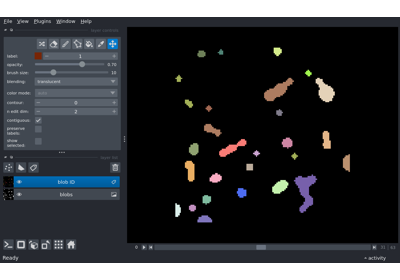 File View Plugins Window Help
label: 1
opacity: 0.70
brush size: 10
blending: translucent
color mode:
contour: 0
n edit dim: 2
contiguous:
preserve labels:
show selected:
blob ID
blobs
Ready
activity